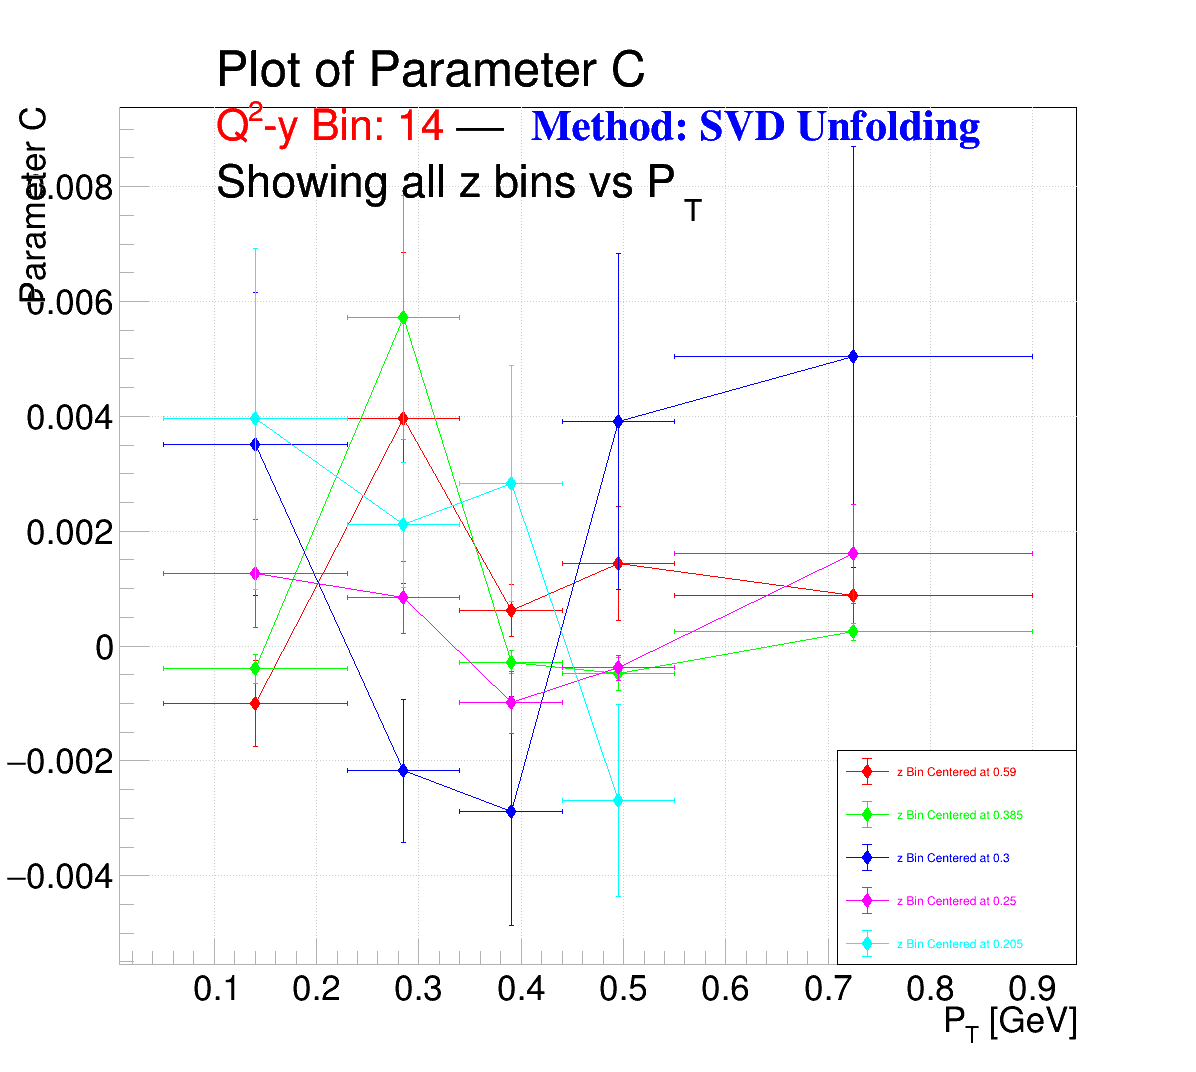 Plot of Parameter C
Q²-y Bin: 14 — Method: SVD Unfolding
Showing all z bins vs P_T
Parameter C
0.008
0.006
0.004
0.002
0
−0.002
−0.004
z Bin Centered at 0.59
z Bin Centered at 0.385
z Bin Centered at 0.3
z Bin Centered at 0.25
z Bin Centered at 0.205
0.1 0.2 0.3 0.4 0.5 0.6 0.7 0.8 0.9
P_T [GeV]